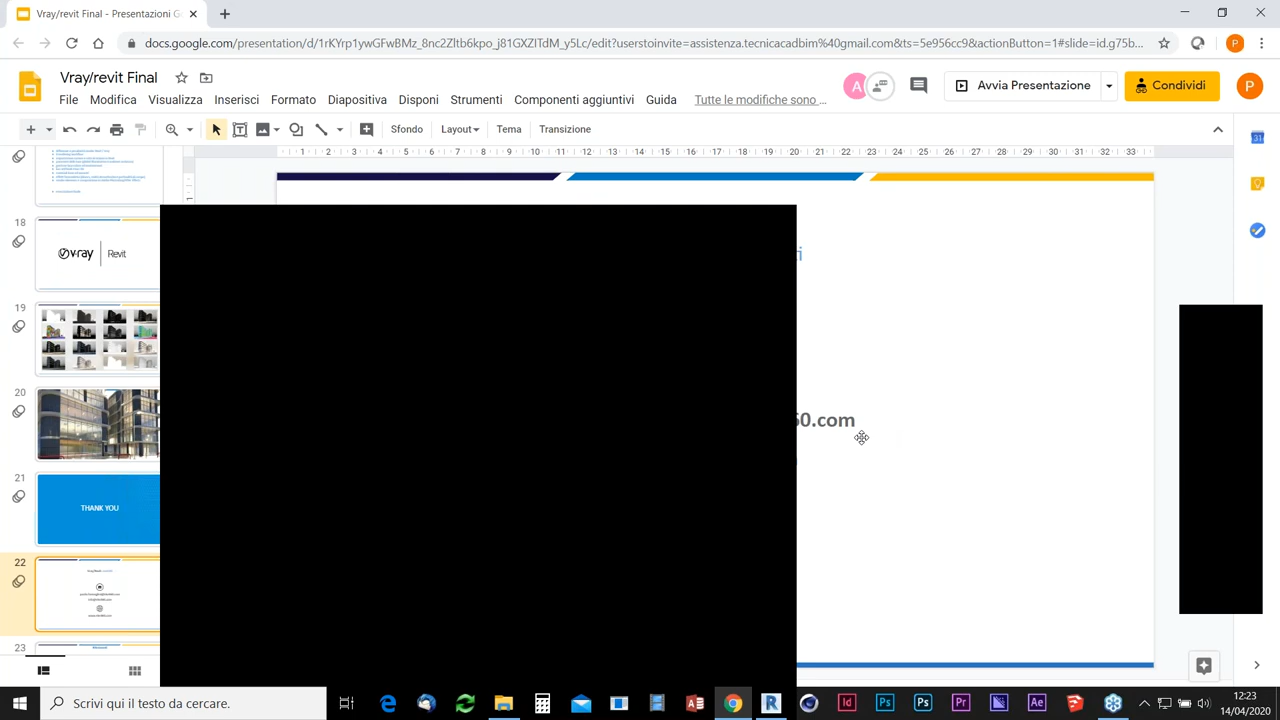 Vray/revit Final - Presentazioni G
docs.google.com/presentation/d/1rKYrp1ywGFwBMz_8nc2Zltb6kpo_j81GXZITdM_y5Lc/edit?userstoinvite=assistenza.tecnicacadbim%40gmail.com&ts=5e956cc9&actionButton=1#slide=id.g75b...
P
Vray/revit Final
A
Avvia Presentazione
Condividi
P
File Modifica Visualizza Inserisci Formato Diapositiva Disponi Strumenti Componenti aggiuntivi Guida Tutte le modifiche sono …
Sfondo Layout Tema Transizione
18
v·ray Revit
19
20
21
THANK YOU
22
23
i
60.com
Scrivi qui il testo da ricercare.
12:23
14/04/2020